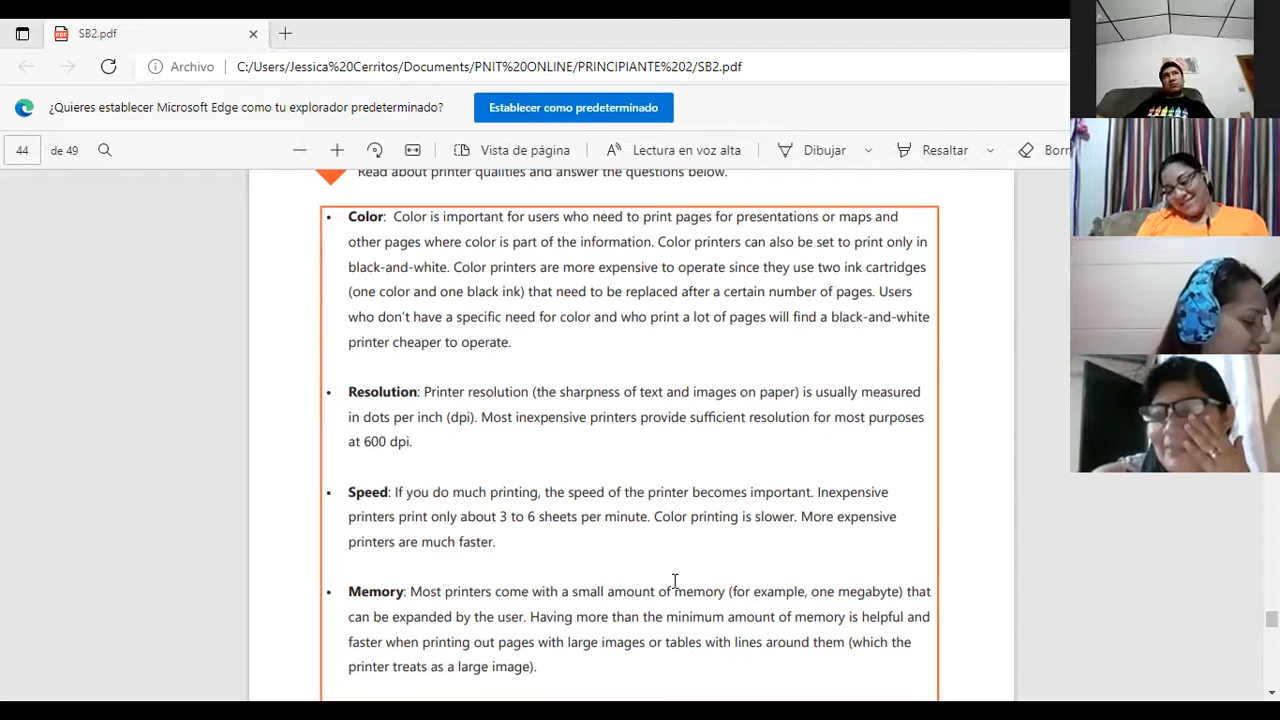 SB2.pdf
Archivo C:/Users/Jessica%20Cerritos/Documents/PNIT%20ONLINE/PRINCIPIANTE%202/SB2.pdf
¿Quieres establecer Microsoft Edge como tu explorador predeterminado? Establecer como predeterminado
44 de 49 Vista de página Lectura en voz alta Dibujar Resaltar Borr
Read about printer qualities and answer the questions below.
• Color: Color is important for users who need to print pages for presentations or maps and
other pages where color is part of the information. Color printers can also be set to print only in
black-and-white. Color printers are more expensive to operate since they use two ink cartridges
(one color and one black ink) that need to be replaced after a certain number of pages. Users
who don't have a specific need for color and who print a lot of pages will find a black-and-white
printer cheaper to operate.
• Resolution: Printer resolution (the sharpness of text and images on paper) is usually measured
in dots per inch (dpi). Most inexpensive printers provide sufficient resolution for most purposes
at 600 dpi.
• Speed: If you do much printing, the speed of the printer becomes important. Inexpensive
printers print only about 3 to 6 sheets per minute. Color printing is slower. More expensive
printers are much faster.
• Memory: Most printers come with a small amount of memory (for example, one megabyte) that
can be expanded by the user. Having more than the minimum amount of memory is helpful and
faster when printing out pages with large images or tables with lines around them (which the
printer treats as a large image).